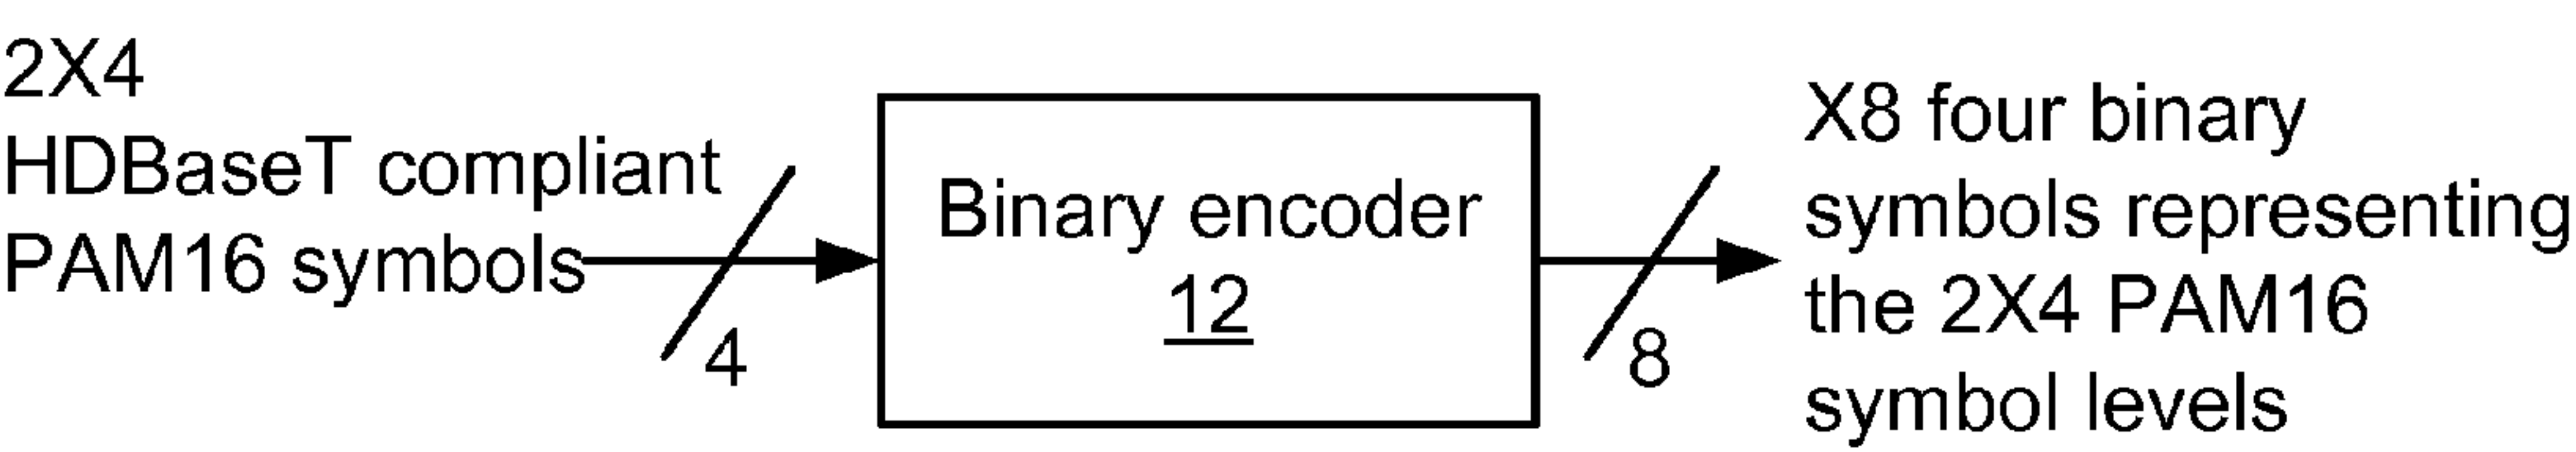 2X4
HDBaseT compliant
PAM16 symbols
4
Binary encoder
12
8
X8 four binary
symbols representing
the 2X4 PAM16
symbol levels